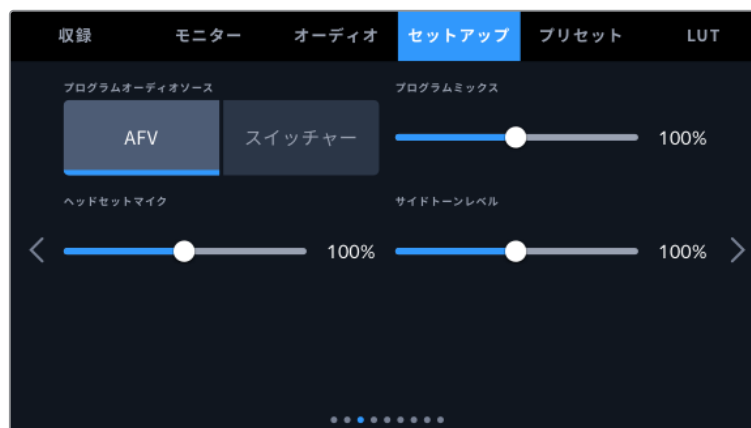 収録 モニター オーディオ セットアップ プリセット LUT
プログラムオーディオソース プログラムミックス
AFV スイッチャー 100%
ヘッドセットマイク サイドトーンレベル
100% 100%